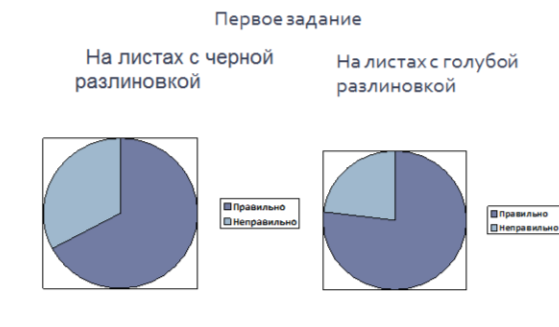 Первое задание
На листах с черной
разлиновкой
На листах с голубой
разлиновкой
Правильно
Неправильно
Правильно
Неправильно